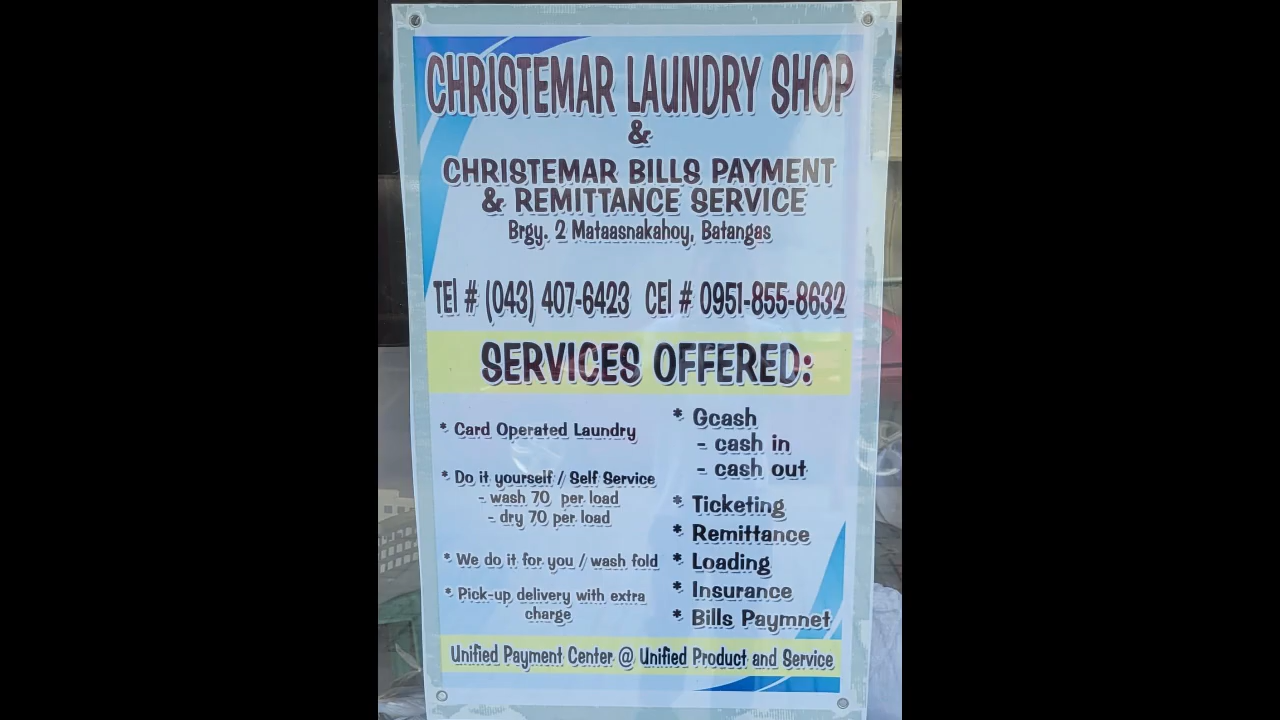 CHRISTEMAR LAUNDRY SHOP
&
CHRISTEMAR BILLS PAYMENT
& REMITTANCE SERVICE
Brgy. 2 Mataasnakahoy, Batangas
TEl # (043) 407-6423 CEl # 0951-855-8632
SERVICES OFFERED:
* Card Operated Laundry
* Do it yourself / Self Service
- wash 70 per load
- dry 70 per load
* We do it for you / wash fold
* Pick-up delivery with extra
charge
* Gcash
- cash in
- cash out
* Ticketing
* Remittance
* Loading
* Insurance
* Bills Paymnet
Unified Payment Center @ Unified Product and Service